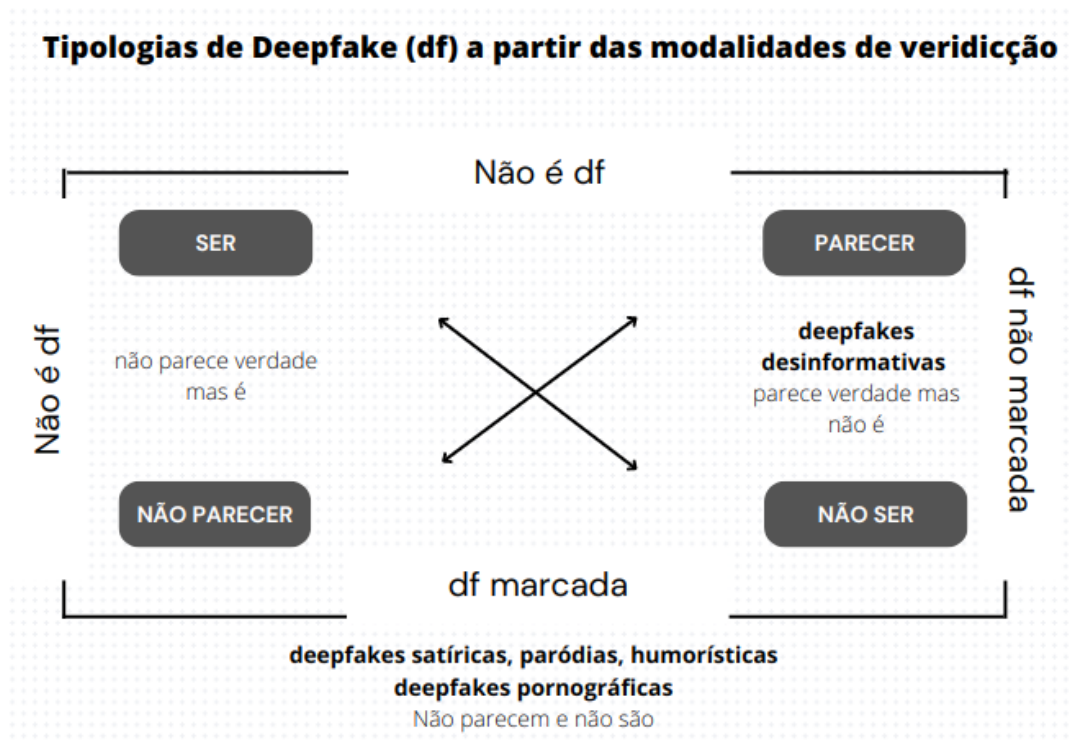 Tipologias de Deepfake (df) a partir das modalidades de veridicção
Não é df
SER
PARECER
Não é df
não parece verdade
mas é
deepfakes
desinformativas
parece verdade mas
não é
df não marcada
NÃO PARECER
NÃO SER
df marcada
deepfakes satíricas, paródias, humorísticas
deepfakes pornográficas
Não parecem e não são